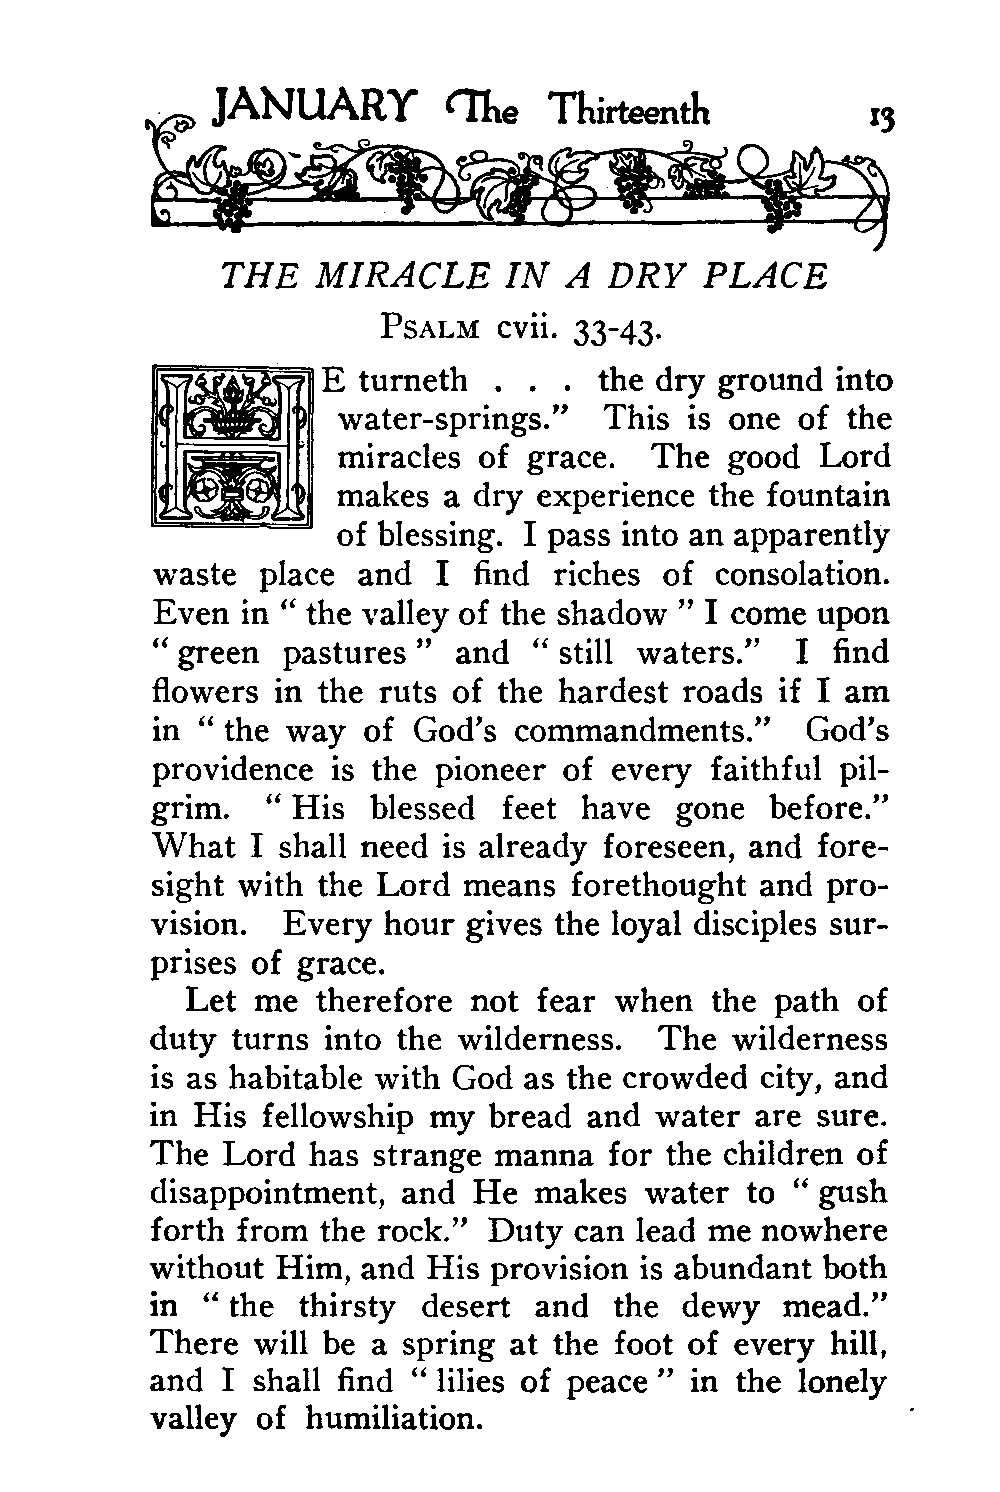 JANUARY The Thirteenth 13
THE MIRACLE IN A DRY PLACE
PSALM cvii. 33-43.
HE turneth . . . the dry ground into
water-springs.” This is one of the
miracles of grace. The good Lord
makes a dry experience the fountain
of blessing. I pass into an apparently
waste place and I find riches of consolation.
Even in “ the valley of the shadow ” I come upon
“ green pastures ” and “ still waters.” I find
flowers in the ruts of the hardest roads if I am
in “ the way of God’s commandments.” God’s
providence is the pioneer of every faithful pil-
grim. “ His blessed feet have gone before.”
What I shall need is already foreseen, and fore-
sight with the Lord means forethought and pro-
vision. Every hour gives the loyal disciples sur-
prises of grace.
Let me therefore not fear when the path of
duty turns into the wilderness. The wilderness
is as habitable with God as the crowded city, and
in His fellowship my bread and water are sure.
The Lord has strange manna for the children of
disappointment, and He makes water to “ gush
forth from the rock.” Duty can lead me nowhere
without Him, and His provision is abundant both
in “ the thirsty desert and the dewy mead.”
There will be a spring at the foot of every hill,
and I shall find “ lilies of peace ” in the lonely
valley of humiliation.